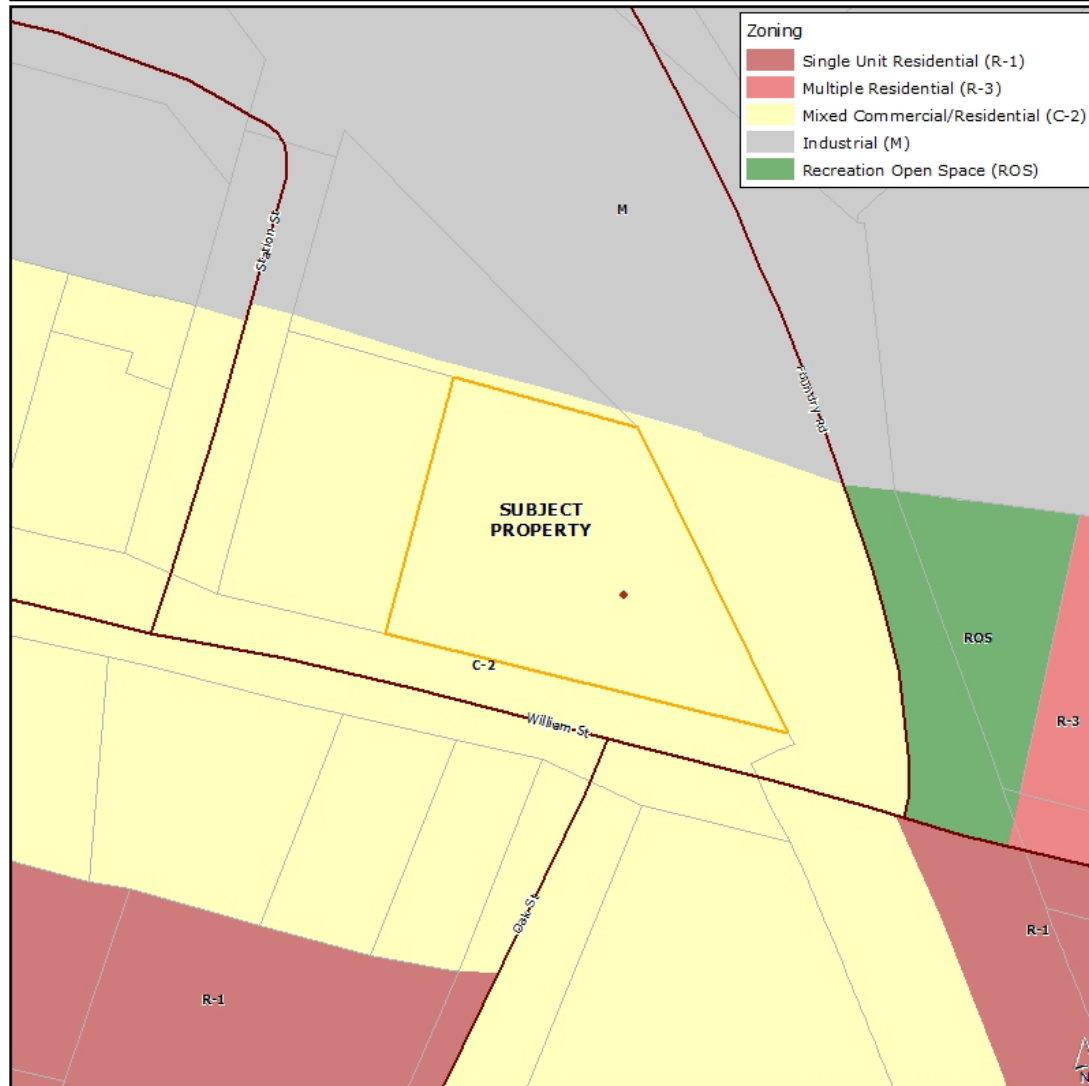 Zoning
Single Unit Residential (R-1)
Multiple Residential (R-3)
Mixed Commercial/Residential (C-2)
Industrial (M)
Recreation Open Space (ROS)
M
Station St
Foundry Rd
SUBJECT
PROPERTY
ROS
C-2
R-3
William St
Oak St
R-1
R-1
N